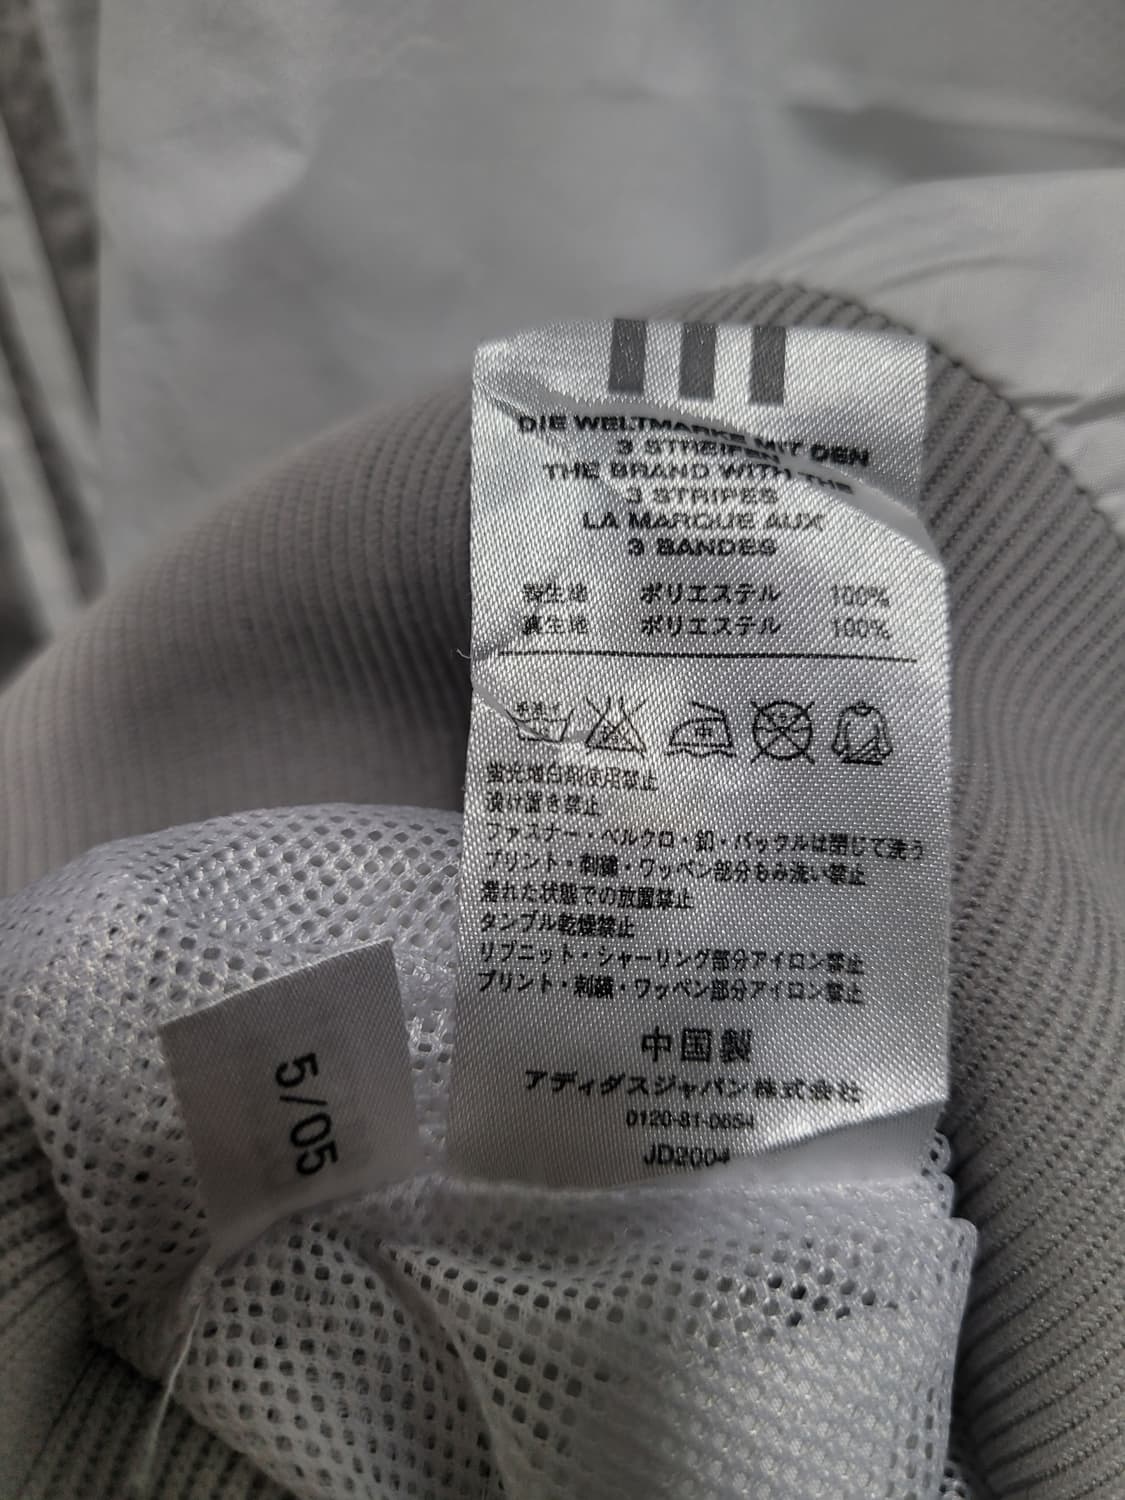 DIE WELTMARKE MIT DEN
3 STREIFEN
THE BRAND WITH THE
3 STRIPES
LA MARQUE AUX
3 BANDES
表生地 ポリエステル 100%
裏生地 ポリエステル 100%
手洗イ
蛍光増白剤使用禁止
漬け置き禁止
ファスナー・ベルクロ・釦・バックルは閉じて洗う
プリント・刺繍・ワッペン部分もみ洗い禁止
濡れた状態での放置禁止
タンブル乾燥禁止
リブニット・シャーリング部分アイロン禁止
プリント・刺繍・ワッペン部分アイロン禁止
中国製
アディダスジャパン株式会社
0120-81-0654
JD2004
5/05